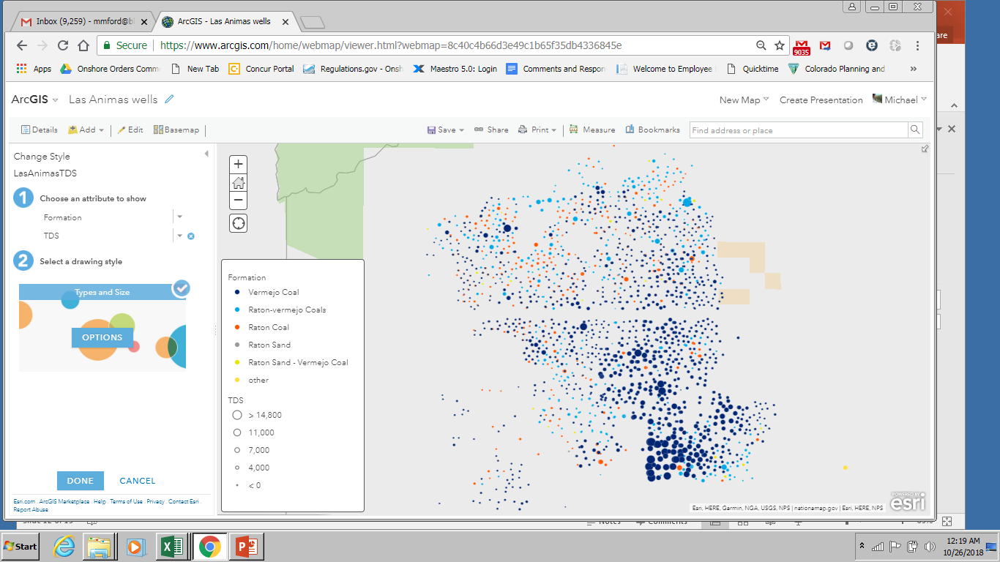 Inbox (9,259) - mmford@bl
ArcGIS - Las Animas wells
Secure
https://www.arcgis.com/home/webmap/viewer.html?webmap=8c40c4b66d3e49c1b65f35db4336845e
9035
Apps
Onshore Orders Comm
New Tab
Concur Portal
Regulations.gov - Onsh
Maestro 5.0: Login
Comments and Respon
Welcome to Employee
Quicktime
Colorado Planning and
»
are
ArcGIS
Las Animas wells
New Map
Create Presentation
Michael
Details
Add
Edit
Basemap
Save
Share
Print
Measure
Bookmarks
Find address or place
Change Style
LasAnimasTDS
1 Choose an attribute to show
Formation
TDS
2 Select a drawing style
Types and Size
OPTIONS
DONE
CANCEL
Esri.com . ArcGIS Marketplace . Help . Terms of Use . Privacy . Contact Esri .
Report Abuse
Formation
Vermejo Coal
Raton-vermejo Coals
Raton Coal
Raton Sand
Raton Sand - Vermejo Coal
other
TDS
> 14,800
11,000
7,000
4,000
< 0
Esri, HERE, Garmin, NGA, USGS, NPS | nationalmap.gov | Esri, HERE, NPS
POWERED BY
esri
Start
12:19 AM
10/26/2018